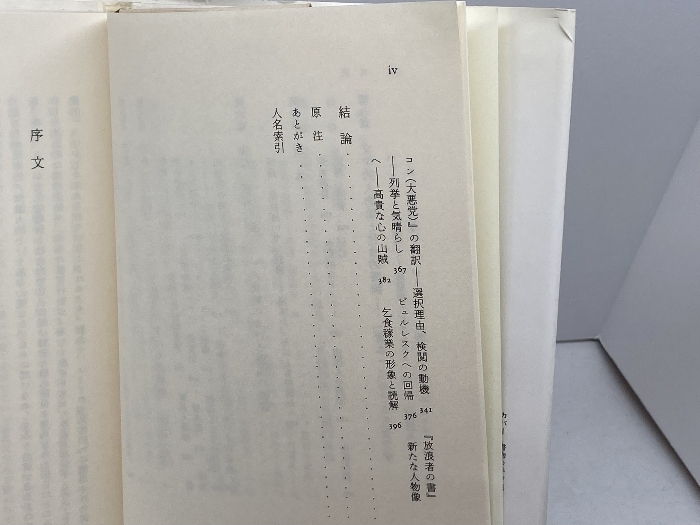 iv
コン（大悪党）』の翻訳――選択理由、検閲の動機 341 『放浪者の書』
――列挙と気晴らし 367 ビュルレスクへの回帰 376 新たな人物像
へ――高貴な心の山賊 382 乞食稼業の形象と読解 396
結論
原注
あとがき
人名索引
序文